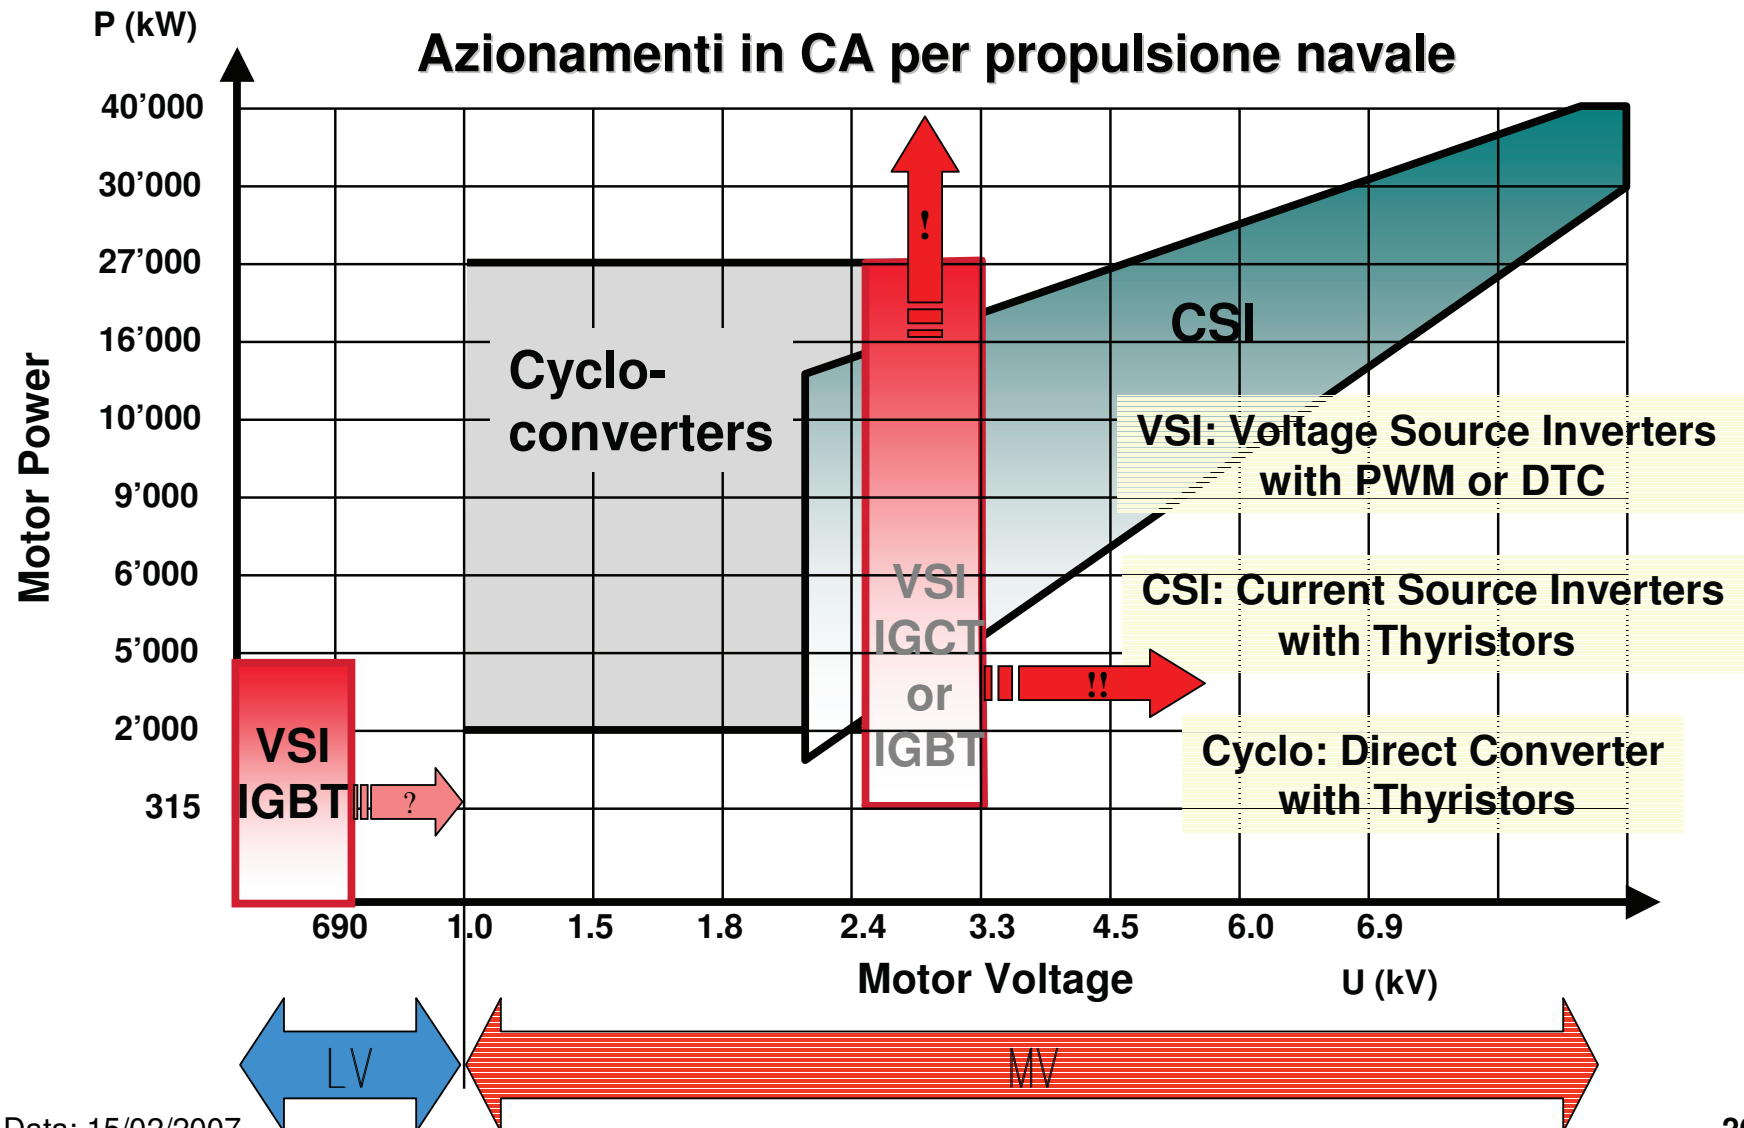 P (kW)
Azionamenti in CA per propulsione navale
40’000
30’000
27’000
16’000
10’000
9’000
6’000
5’000
2’000
315
Motor Power
!
Cyclo-
converters
CSI
VSI: Voltage Source Inverters
with PWM or DTC
VSI
IGCT
or
IGBT
CSI: Current Source Inverters
with Thyristors
!!
VSI
IGBT
?
Cyclo: Direct Converter
with Thyristors
690 1.0 1.5 1.8 2.4 3.3 4.5 6.0 6.9
Motor Voltage U (kV)
LV
MV
Data: 15/02/2007